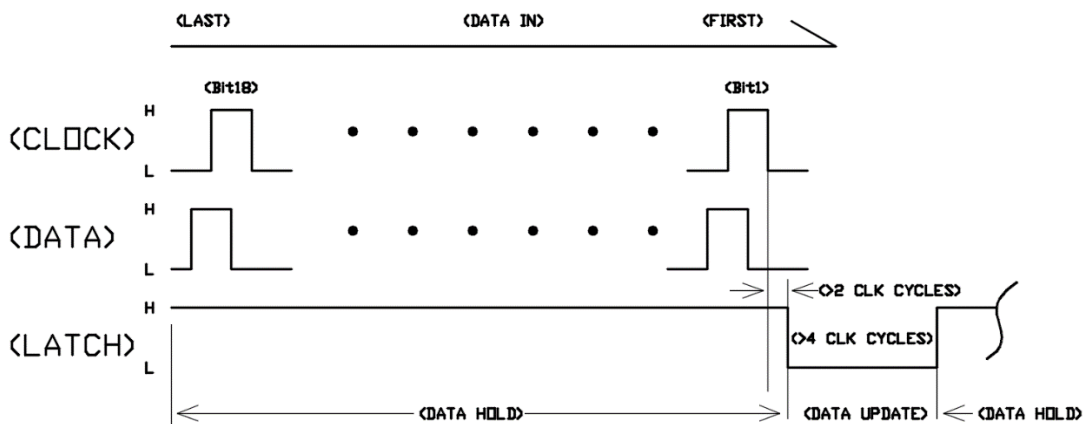 (LAST) (DATA IN) (FIRST)
(Bit18) (Bit1)
H
(CLOCK)
L
H
(DATA)
L
(>2 CLK CYCLES)
H
(LATCH) (>4 CLK CYCLES)
L
(DATA HOLD) (DATA UPDATE) (DATA HOLD)